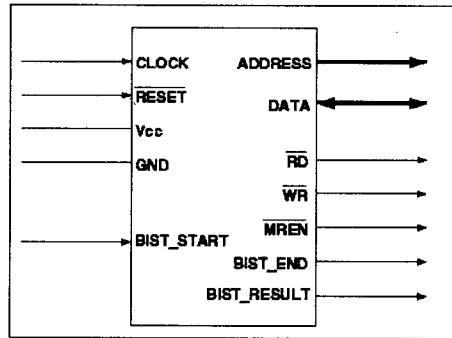 CLOCK
RESET
Vcc
GND
BIST_START
ADDRESS
DATA
RD
WR
MREN
BIST_END
BIST_RESULT